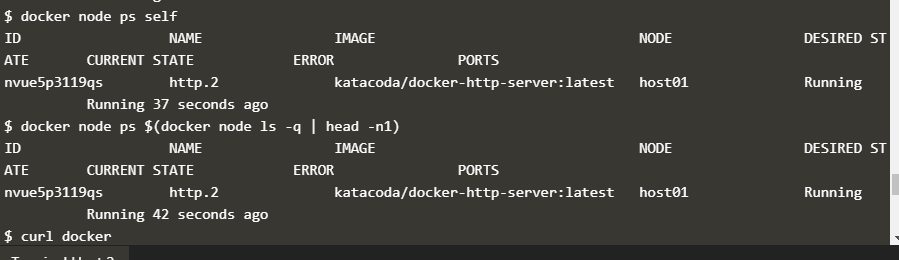 $ docker node ps self
ID NAME IMAGE NODE DESIRED ST
ATE CURRENT STATE ERROR PORTS
nvue5p3119qs http.2 katacoda/docker-http-server:latest host01 Running
Running 37 seconds ago
$ docker node ps $(docker node ls -q | head -n1)
ID NAME IMAGE NODE DESIRED ST
ATE CURRENT STATE ERROR PORTS
nvue5p3119qs http.2 katacoda/docker-http-server:latest host01 Running
Running 42 seconds ago
$ curl docker